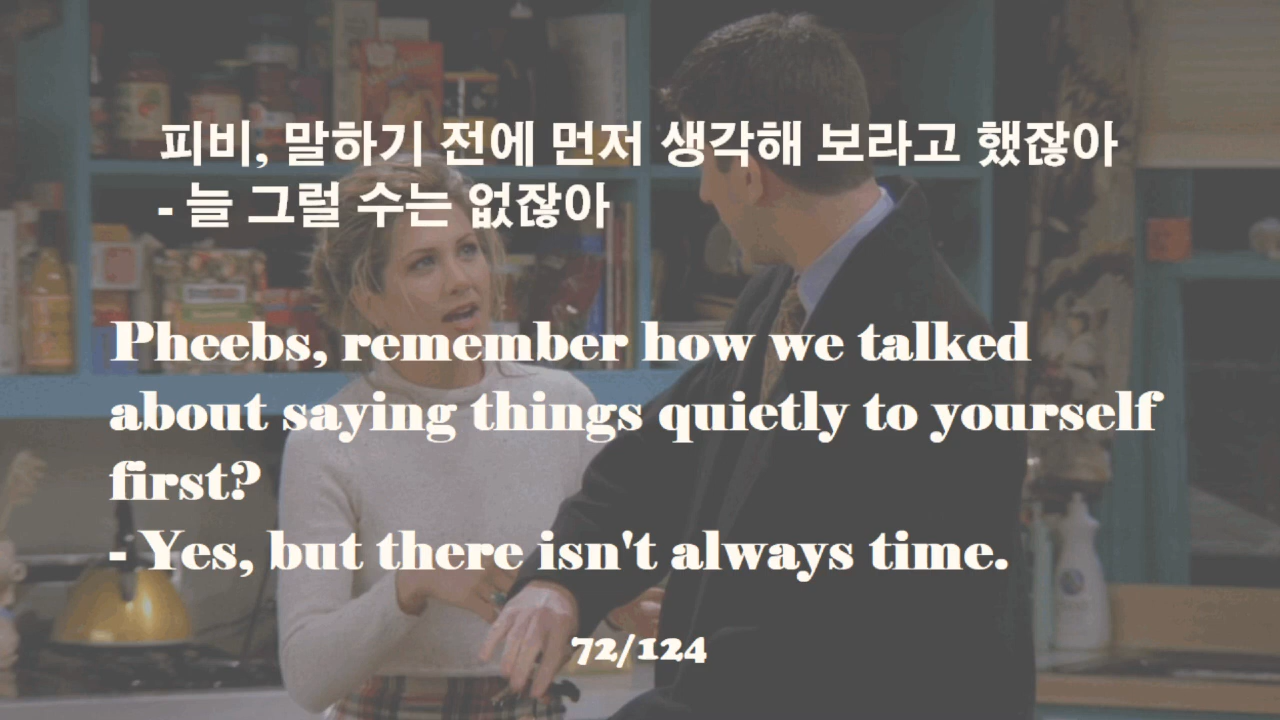 피비, 말하기 전에 먼저 생각해 보라고 했잖아
- 늘 그럴 수는 없잖아
Pheebs, remember how we talked
about saying things quietly to yourself
first?
- Yes, but there isn't always time.
72/124